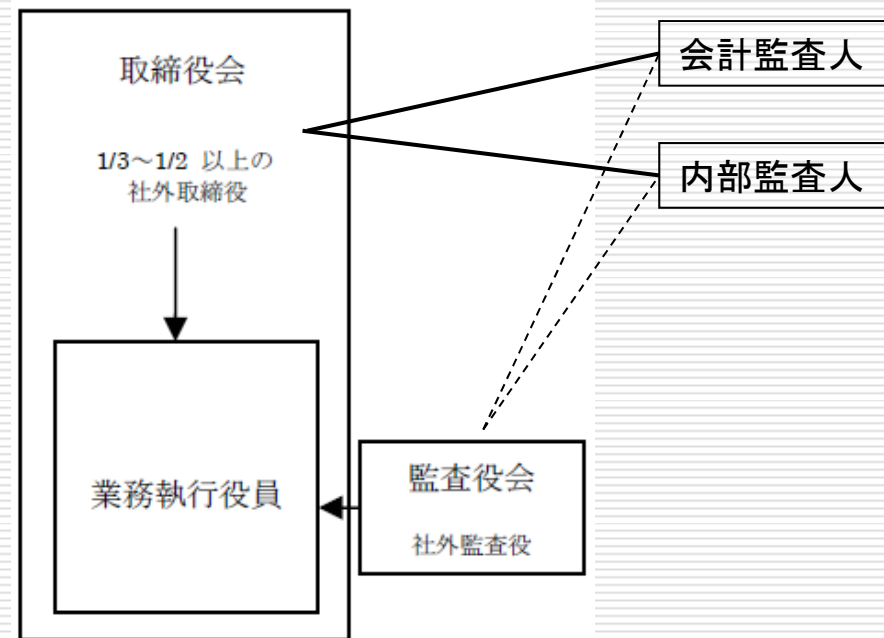 取締役会
1/3～1/2 以上の
社外取締役
業務執行役員
監査役会
社外監査役
会計監査人
内部監査人